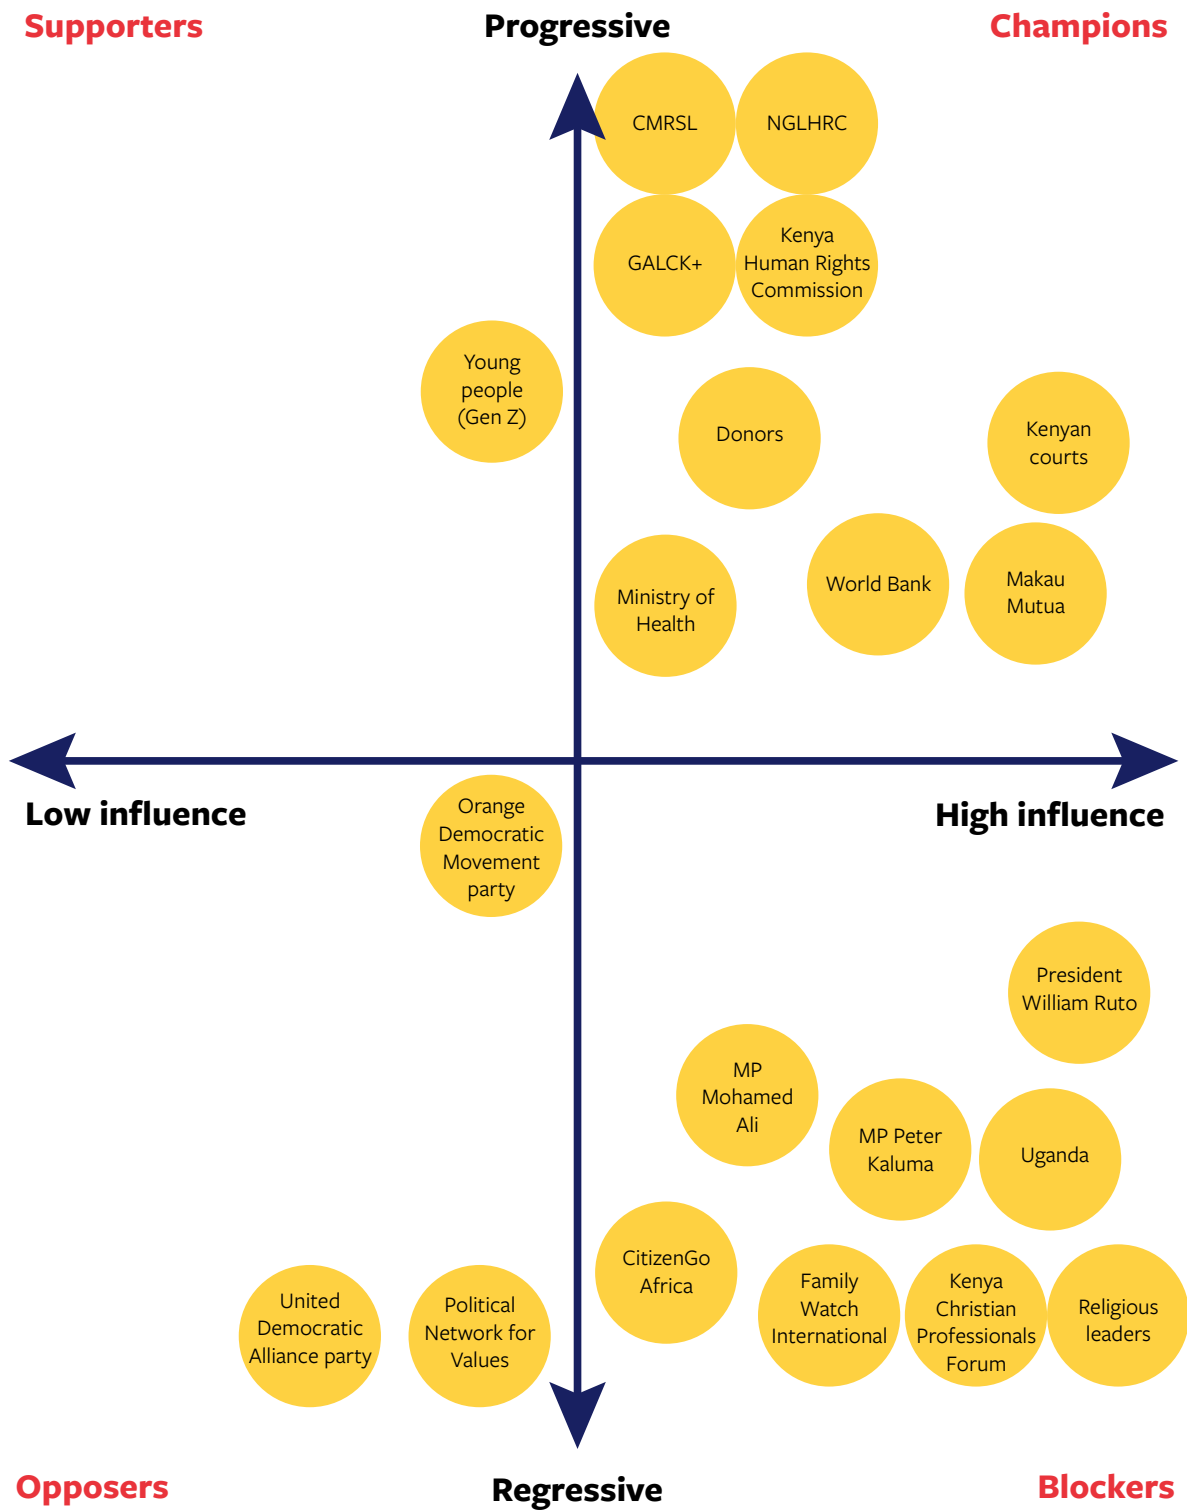 Supporters
Progressive
Champions
CMRSL
NGLHRC
GALCK+
Kenya
Human Rights
Commission
Young
people
(Gen Z)
Donors
Kenyan
courts
Ministry of
Health
World Bank
Makau
Mutua
Low influence
High influence
Orange
Democratic
Movement
party
President
William Ruto
MP
Mohamed
Ali
MP Peter
Kaluma
Uganda
CitizenGo
Africa
United
Democratic
Alliance party
Political
Network for
Values
Family
Watch
International
Kenya
Christian
Professionals
Forum
Religious
leaders
Opposers
Regressive
Blockers